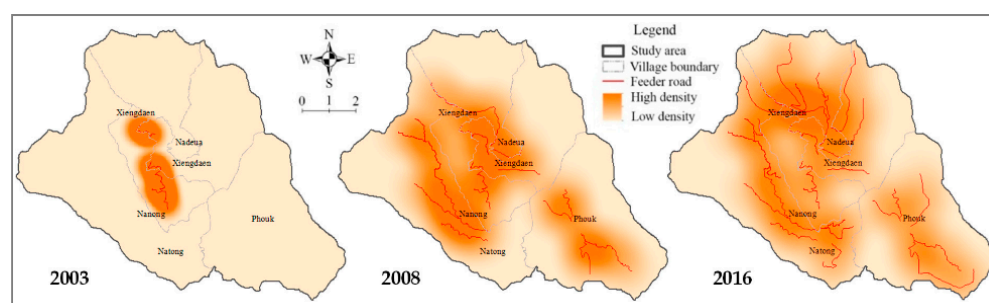 N
W E
S
0 1 2
Legend
Study area
Village boundary
Feeder road
High density
Low density
Xiengdaen
Nadeua
Xiengdaen
Nanong
Phouk
Natong
2003
Xiengdaen
Nadeua
Xiengdaen
Nanong
Phouk
Natong
2008
Xiengdaen
Nadeua
Xiengdaen
Nanong
Phouk
Natong
2016